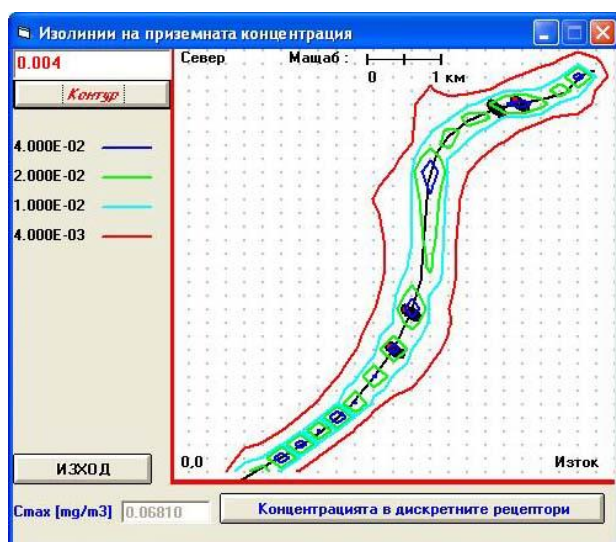 Изолинии на приземната концентрация
0.004
Север Мащаб :
0 1 км
Контур
4.000E-02
2.000E-02
1.000E-02
4.000E-03
ИЗХОД
0,0 Изток
Cmax [mg/m3] 0.06810 Концентрацията в дискретните рецептори